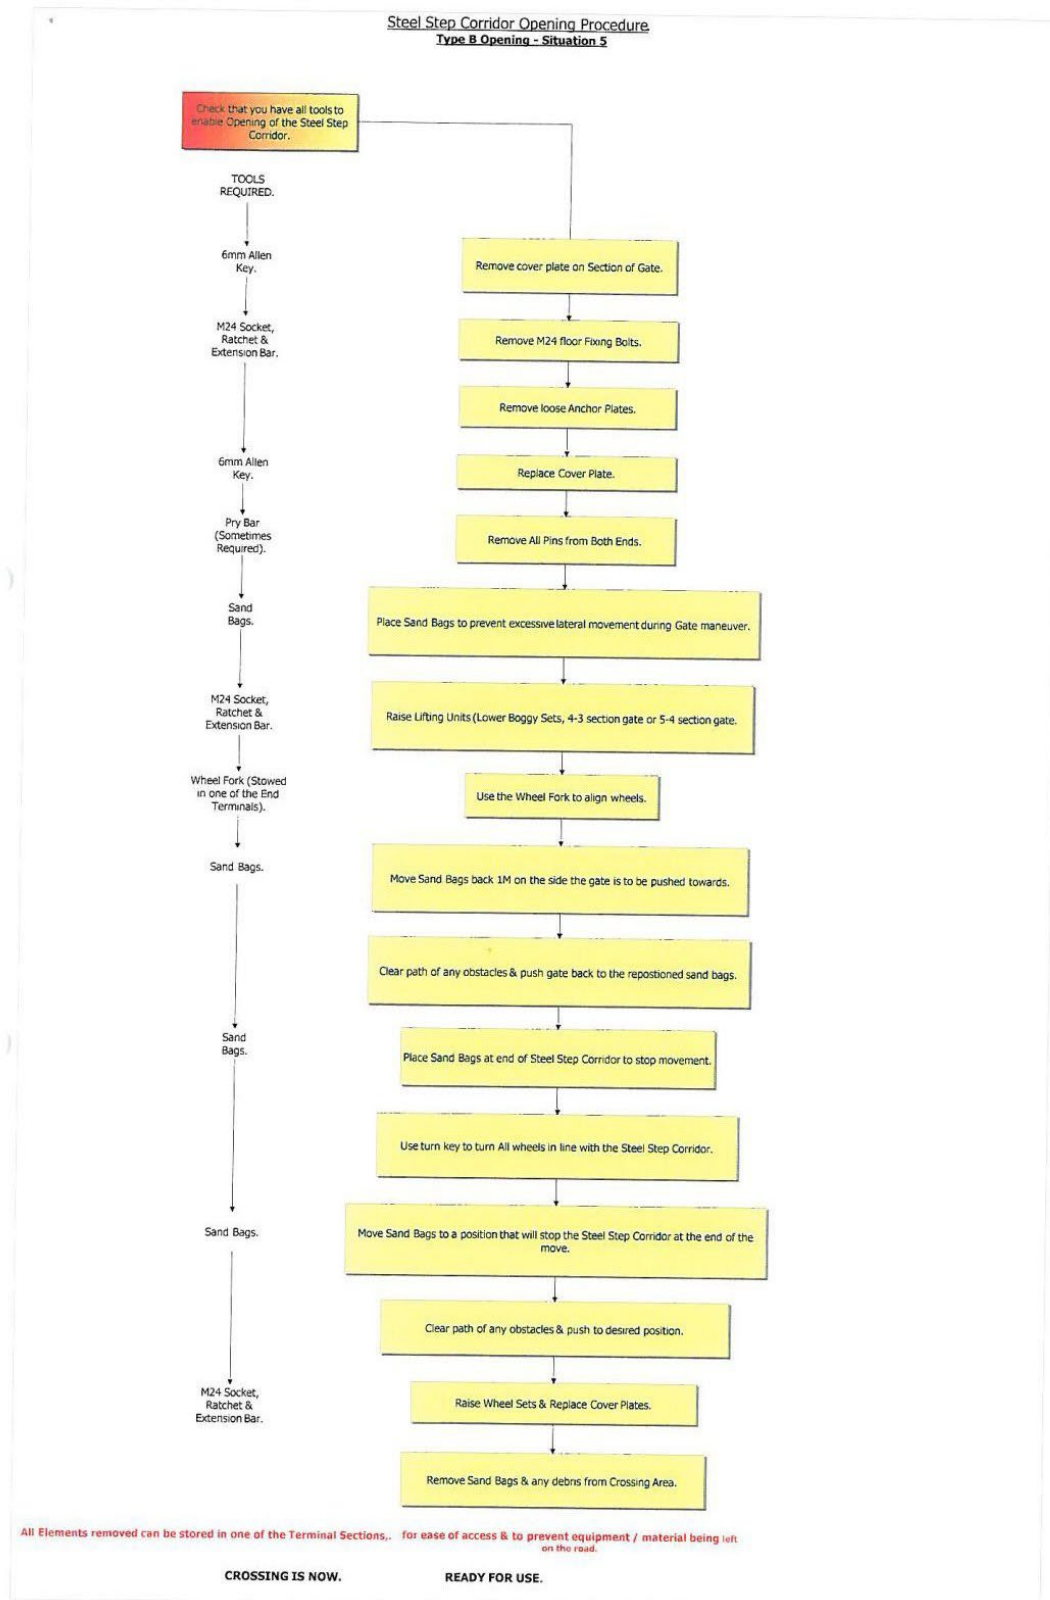 Steel Step Corridor Opening Procedure
Type B Opening - Situation 5
Check that you have all tools to
enable Opening of the Steel Step
Corridor.
TOOLS
REQUIRED.
6mm Allen
Key.
Remove cover plate on Section of Gate.
M24 Socket,
Ratchet &
Extension Bar.
Remove M24 floor Fixing Bolts.
Remove loose Anchor Plates.
6mm Allen
Key.
Replace Cover Plate.
Pry Bar
(Sometimes
Required).
Remove All Pins from Both Ends.
Sand
Bags.
Place Sand Bags to prevent excessive lateral movement during Gate maneuver.
M24 Socket,
Ratchet &
Extension Bar.
Raise Lifting Units (Lower Boggy Sets, 4-3 section gate or 5-4 section gate.
Wheel Fork (Stowed
in one of the End
Terminals).
Use the Wheel Fork to align wheels.
Sand Bags.
Move Sand Bags back 1M on the side the gate is to be pushed towards.
Clear path of any obstacles & push gate back to the repostioned sand bags.
Sand
Bags.
Place Sand Bags at end of Steel Step Corridor to stop movement.
Use turn key to turn All wheels in line with the Steel Step Corridor.
Sand Bags.
Move Sand Bags to a position that will stop the Steel Step Corridor at the end of the
move.
Clear path of any obstacles & push to desired position.
M24 Socket,
Ratchet &
Extension Bar.
Raise Wheel Sets & Replace Cover Plates.
Remove Sand Bags & any debris from Crossing Area.
All Elements removed can be stored in one of the Terminal Sections,. for ease of access & to prevent equipment / material being left
on the road.
CROSSING IS NOW. READY FOR USE.